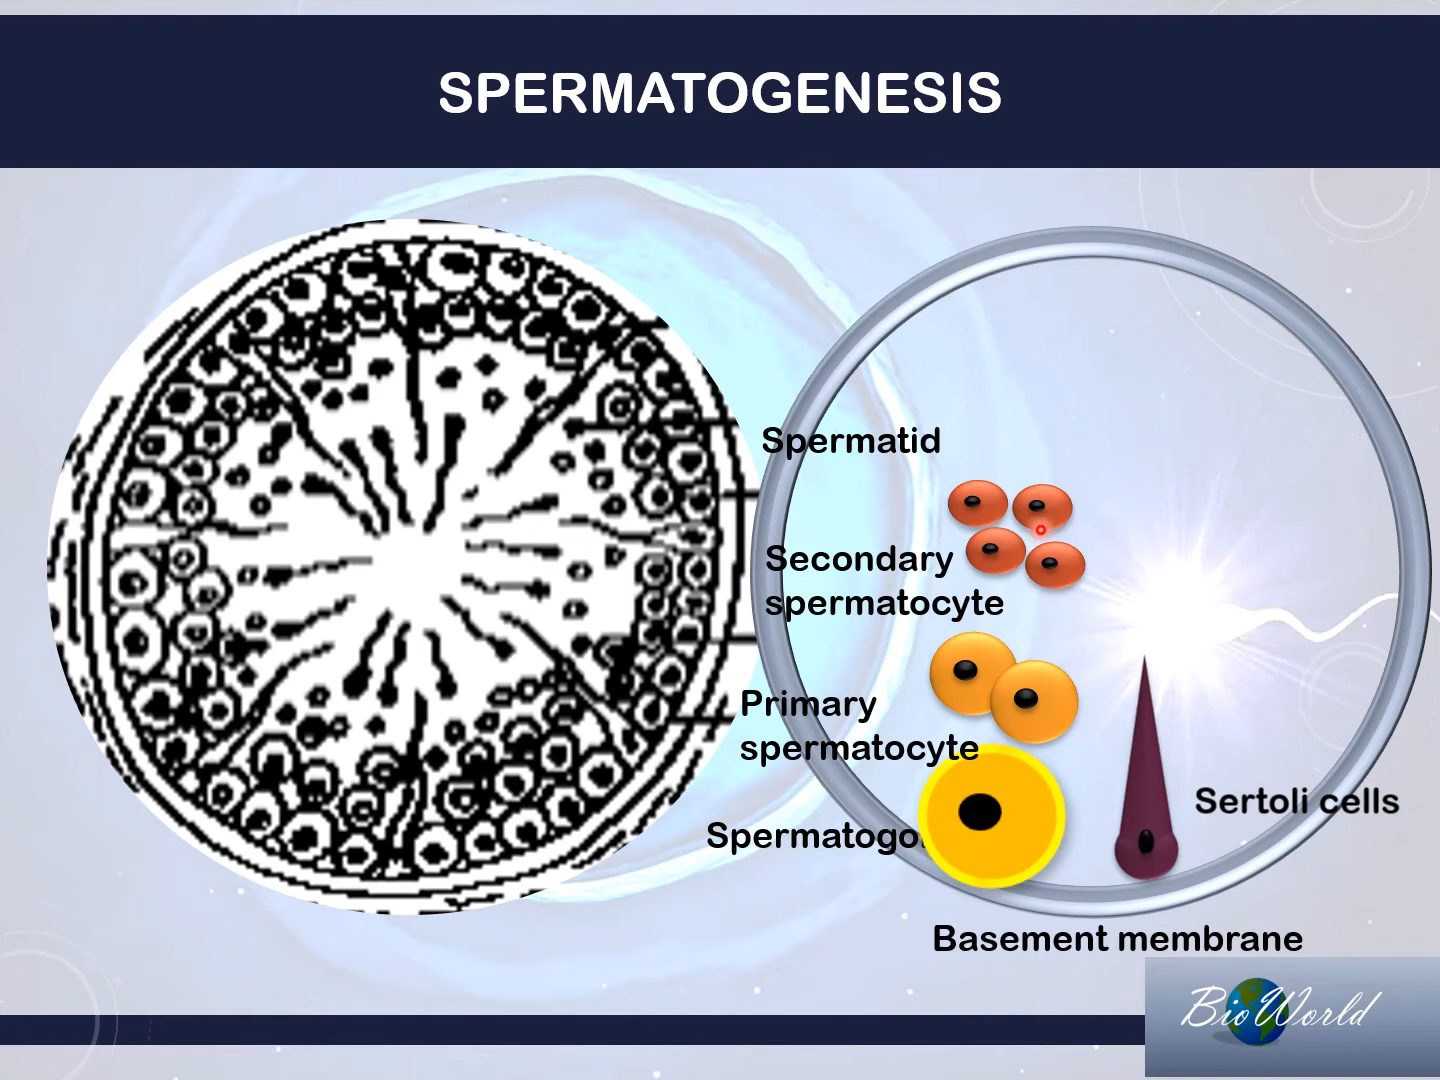 SPERMATOGENESIS
Spermatid
Secondary
spermatocyte
Primary
spermatocyte
Sertoli cells
Basement membrane
BioWorld